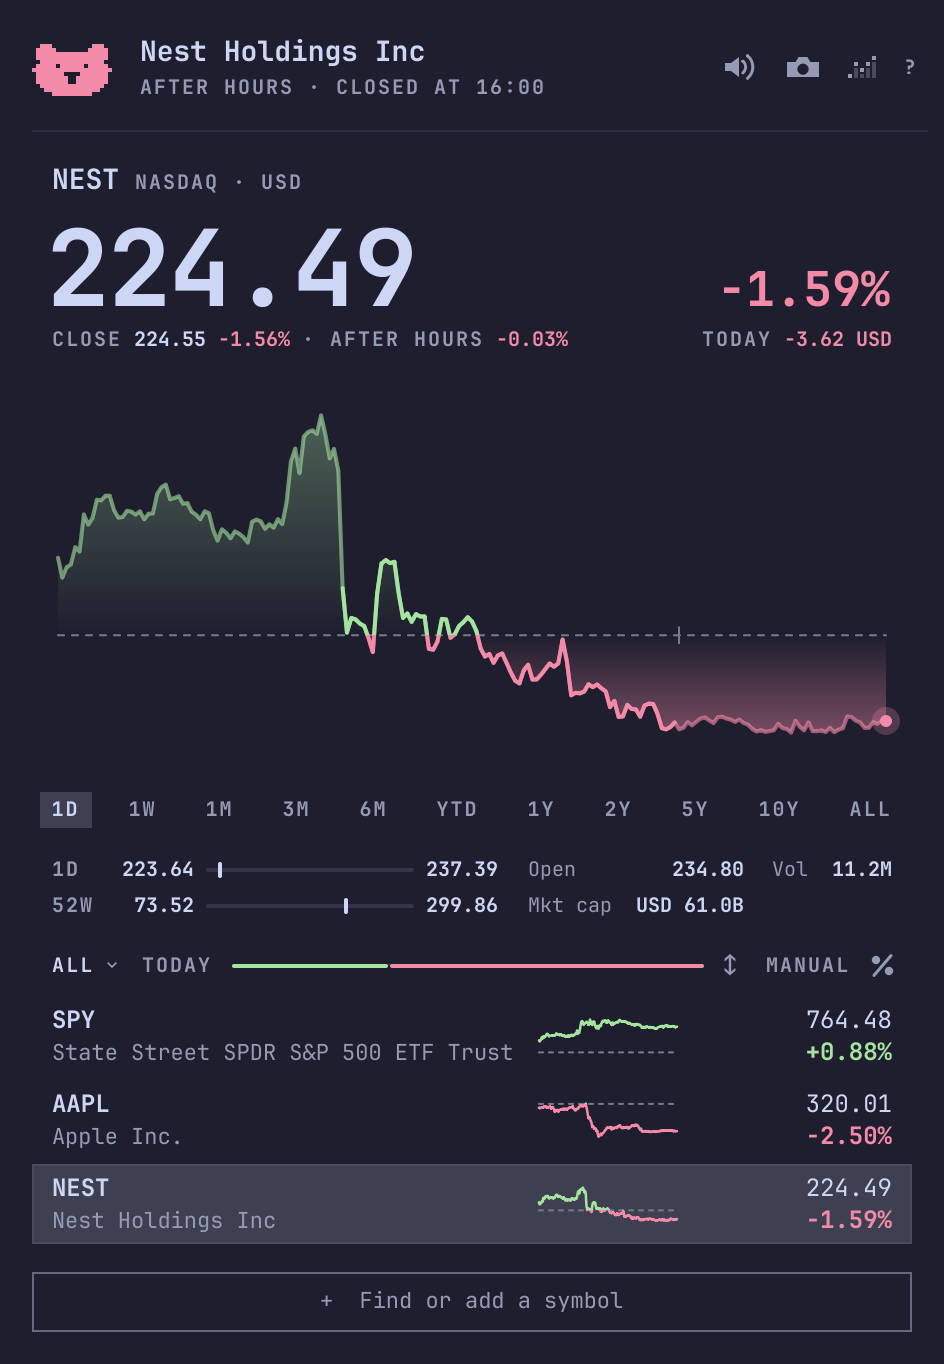 Nest Holdings Inc
AFTER HOURS · CLOSED AT 16:00
?
NEST NASDAQ · USD
224.49
-1.59%
CLOSE 224.55 -1.56% · AFTER HOURS -0.03%
TODAY -3.62 USD
1D 1W 1M 3M 6M YTD 1Y 2Y 5Y 10Y ALL
1D 223.64 237.39 Open 234.80 Vol 11.2M
52W 73.52 299.86 Mkt cap USD 61.0B
ALL TODAY MANUAL %
SPY 764.48
State Street SPDR S&P 500 ETF Trust +0.88%
AAPL 320.01
Apple Inc. -2.50%
NEST 224.49
Nest Holdings Inc -1.59%
+ Find or add a symbol